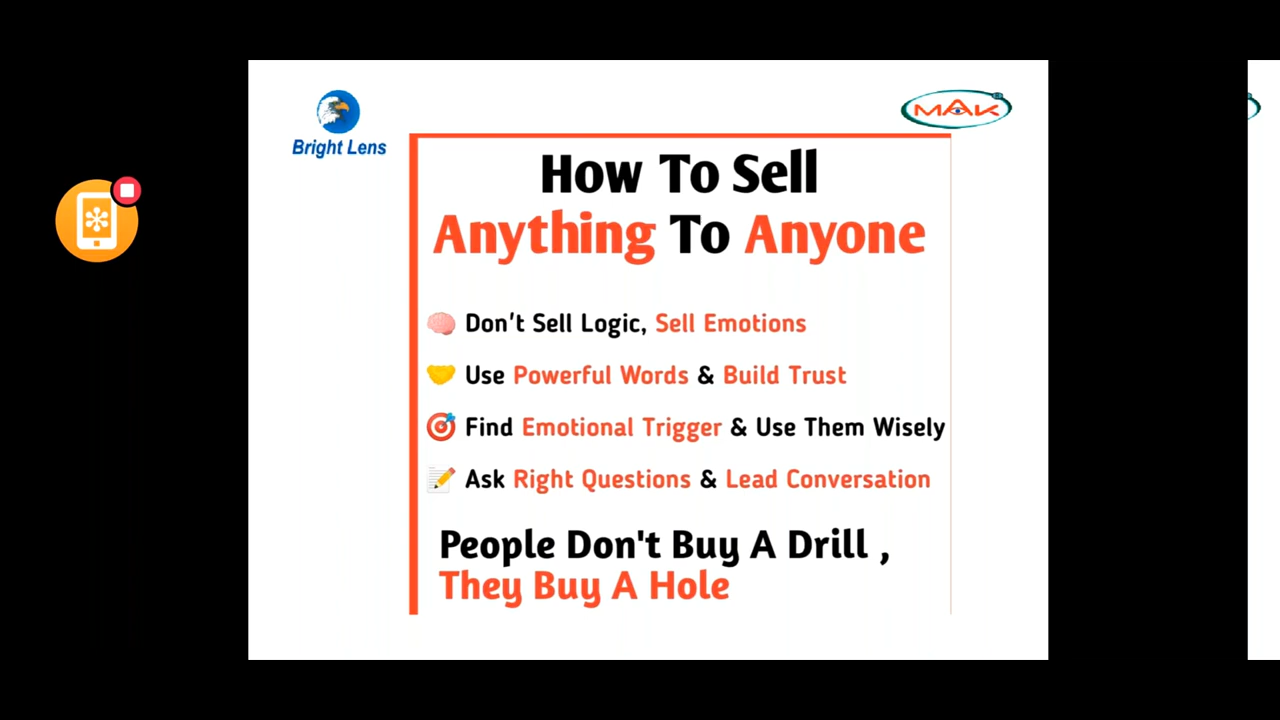 Bright Lens
MAK
How To Sell
Anything To Anyone
Don't Sell Logic, Sell Emotions
Use Powerful Words & Build Trust
Find Emotional Trigger & Use Them Wisely
Ask Right Questions & Lead Conversation
People Don't Buy A Drill ,
They Buy A Hole